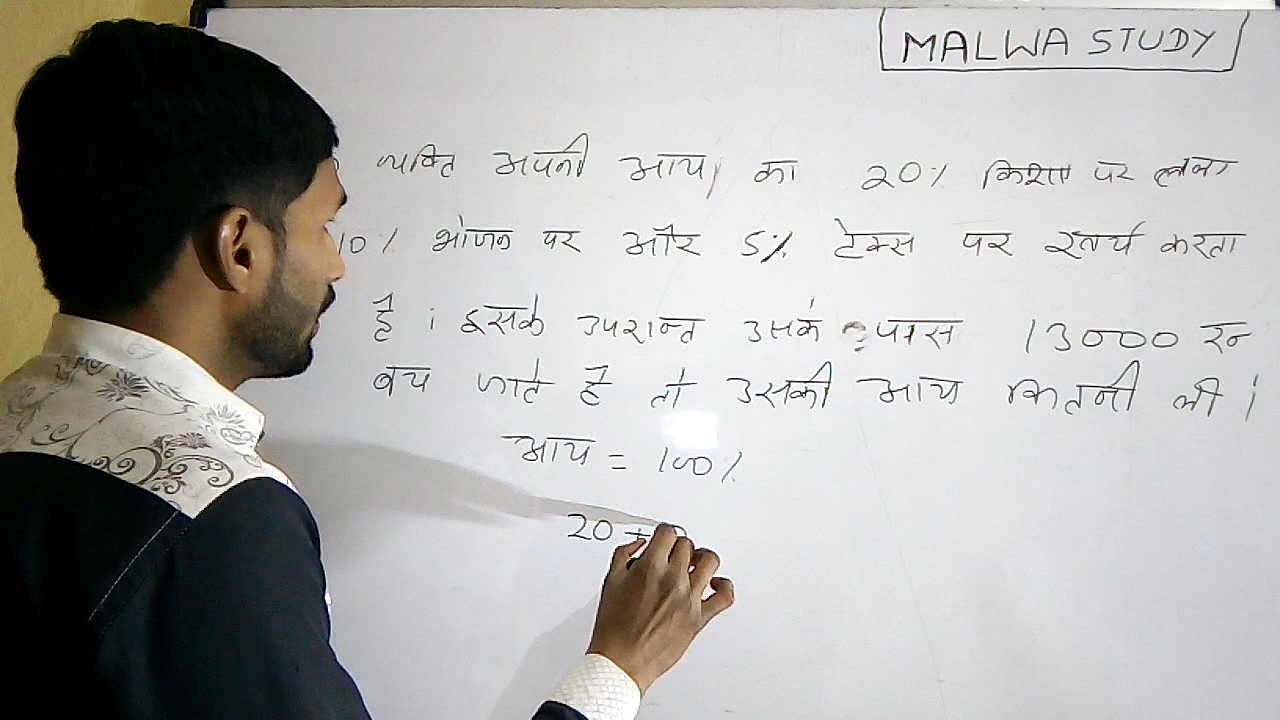 MALWA STUDY
व्यक्ति अपनी आय का 20% किराए पर
10% भोजन पर और 5% टेक्स पर खर्च करता
है । इसके उपरान्त उसके पास 13000 रू
बच जाते है तो उसकी आय कितनी थी ।
आय = 100%
20 +